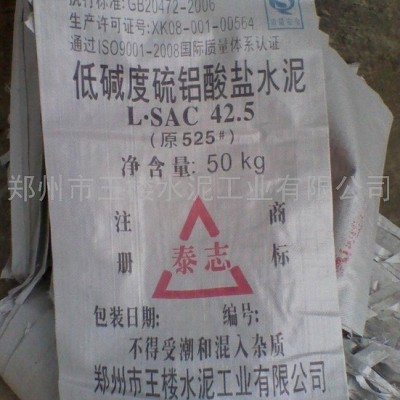 执行标准:GB20472-2006
生产许可证号:XK08-001-00564
通过ISO9001-2008国际质量体系认证
低碱度硫铝酸盐水泥
L·SAC 42.5
(原525#)
净含量:50kg
注 商
册 标
泰志
包装日期: 编号:
不得受潮和混入杂质
郑州市王楼水泥工业有限公司
郑州市王楼水泥工业有限公司